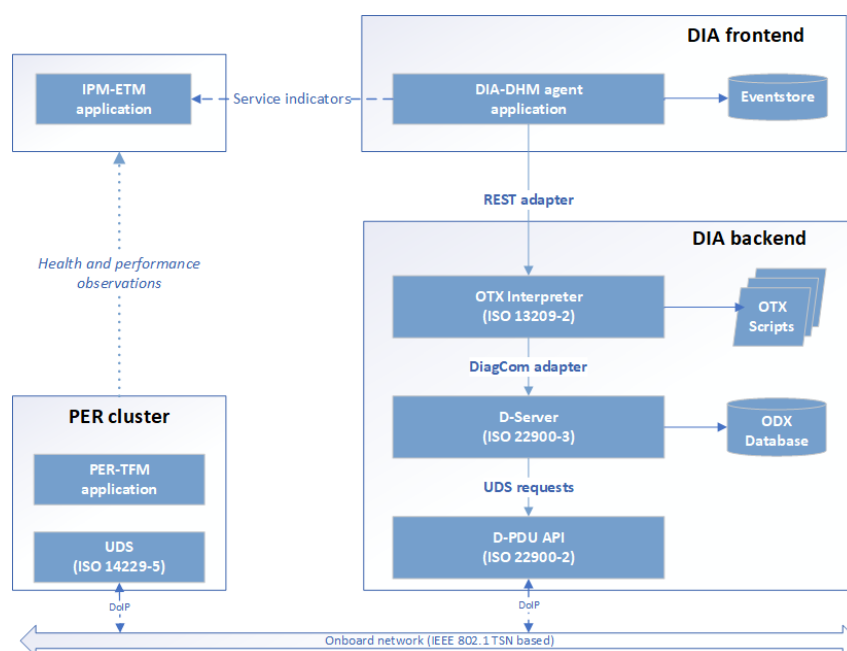 DIA frontend
IPM-ETM
application
Service indicators
DIA-DHM agent
application
Eventstore
REST adapter
DIA backend
Health and performance
observations
OTX Interpreter
(ISO 13209-2)
OTX
Scripts
DiagCom adapter
PER cluster
D-Server
(ISO 22900-3)
ODX
Database
PER-TFM
application
UDS requests
UDS
(ISO 14229-5)
D-PDU API
(ISO 22900-2)
DoIP
DoIP
Onboard network (IEEE 802.1 TSN based)